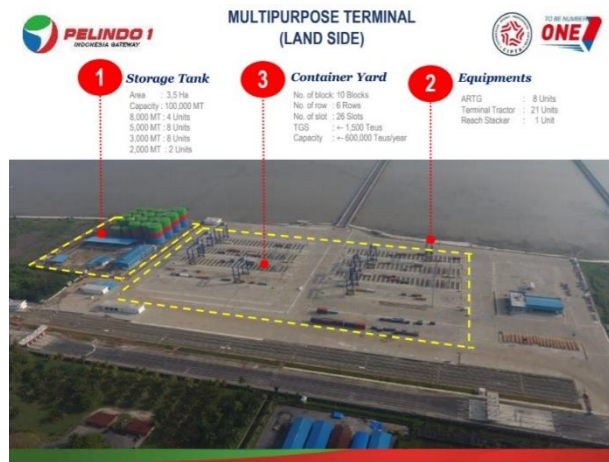 PELINDO 1
INDONESIA GATEWAY
MULTIPURPOSE TERMINAL
(LAND SIDE)
CIPTA
TO BE NUMBER
ONE
1
Storage Tank
Area : 3,5 Ha
Capacity : 100,000 MT
8,000 MT : 4 Units
5,000 MT : 8 Units
3,000 MT : 8 Units
2,000 MT : 2 Units
3
Container Yard
No. of block: 10 Blocks
No. of row : 6 Rows
No. of slot : 26 Slots
TGS : +- 1,500 Teus
Capacity : +- 600,000 Teus/year
2
Equipments
ARTG : 8 Units
Terminal Tractor : 21 Units
Reach Stacker : 1 Unit